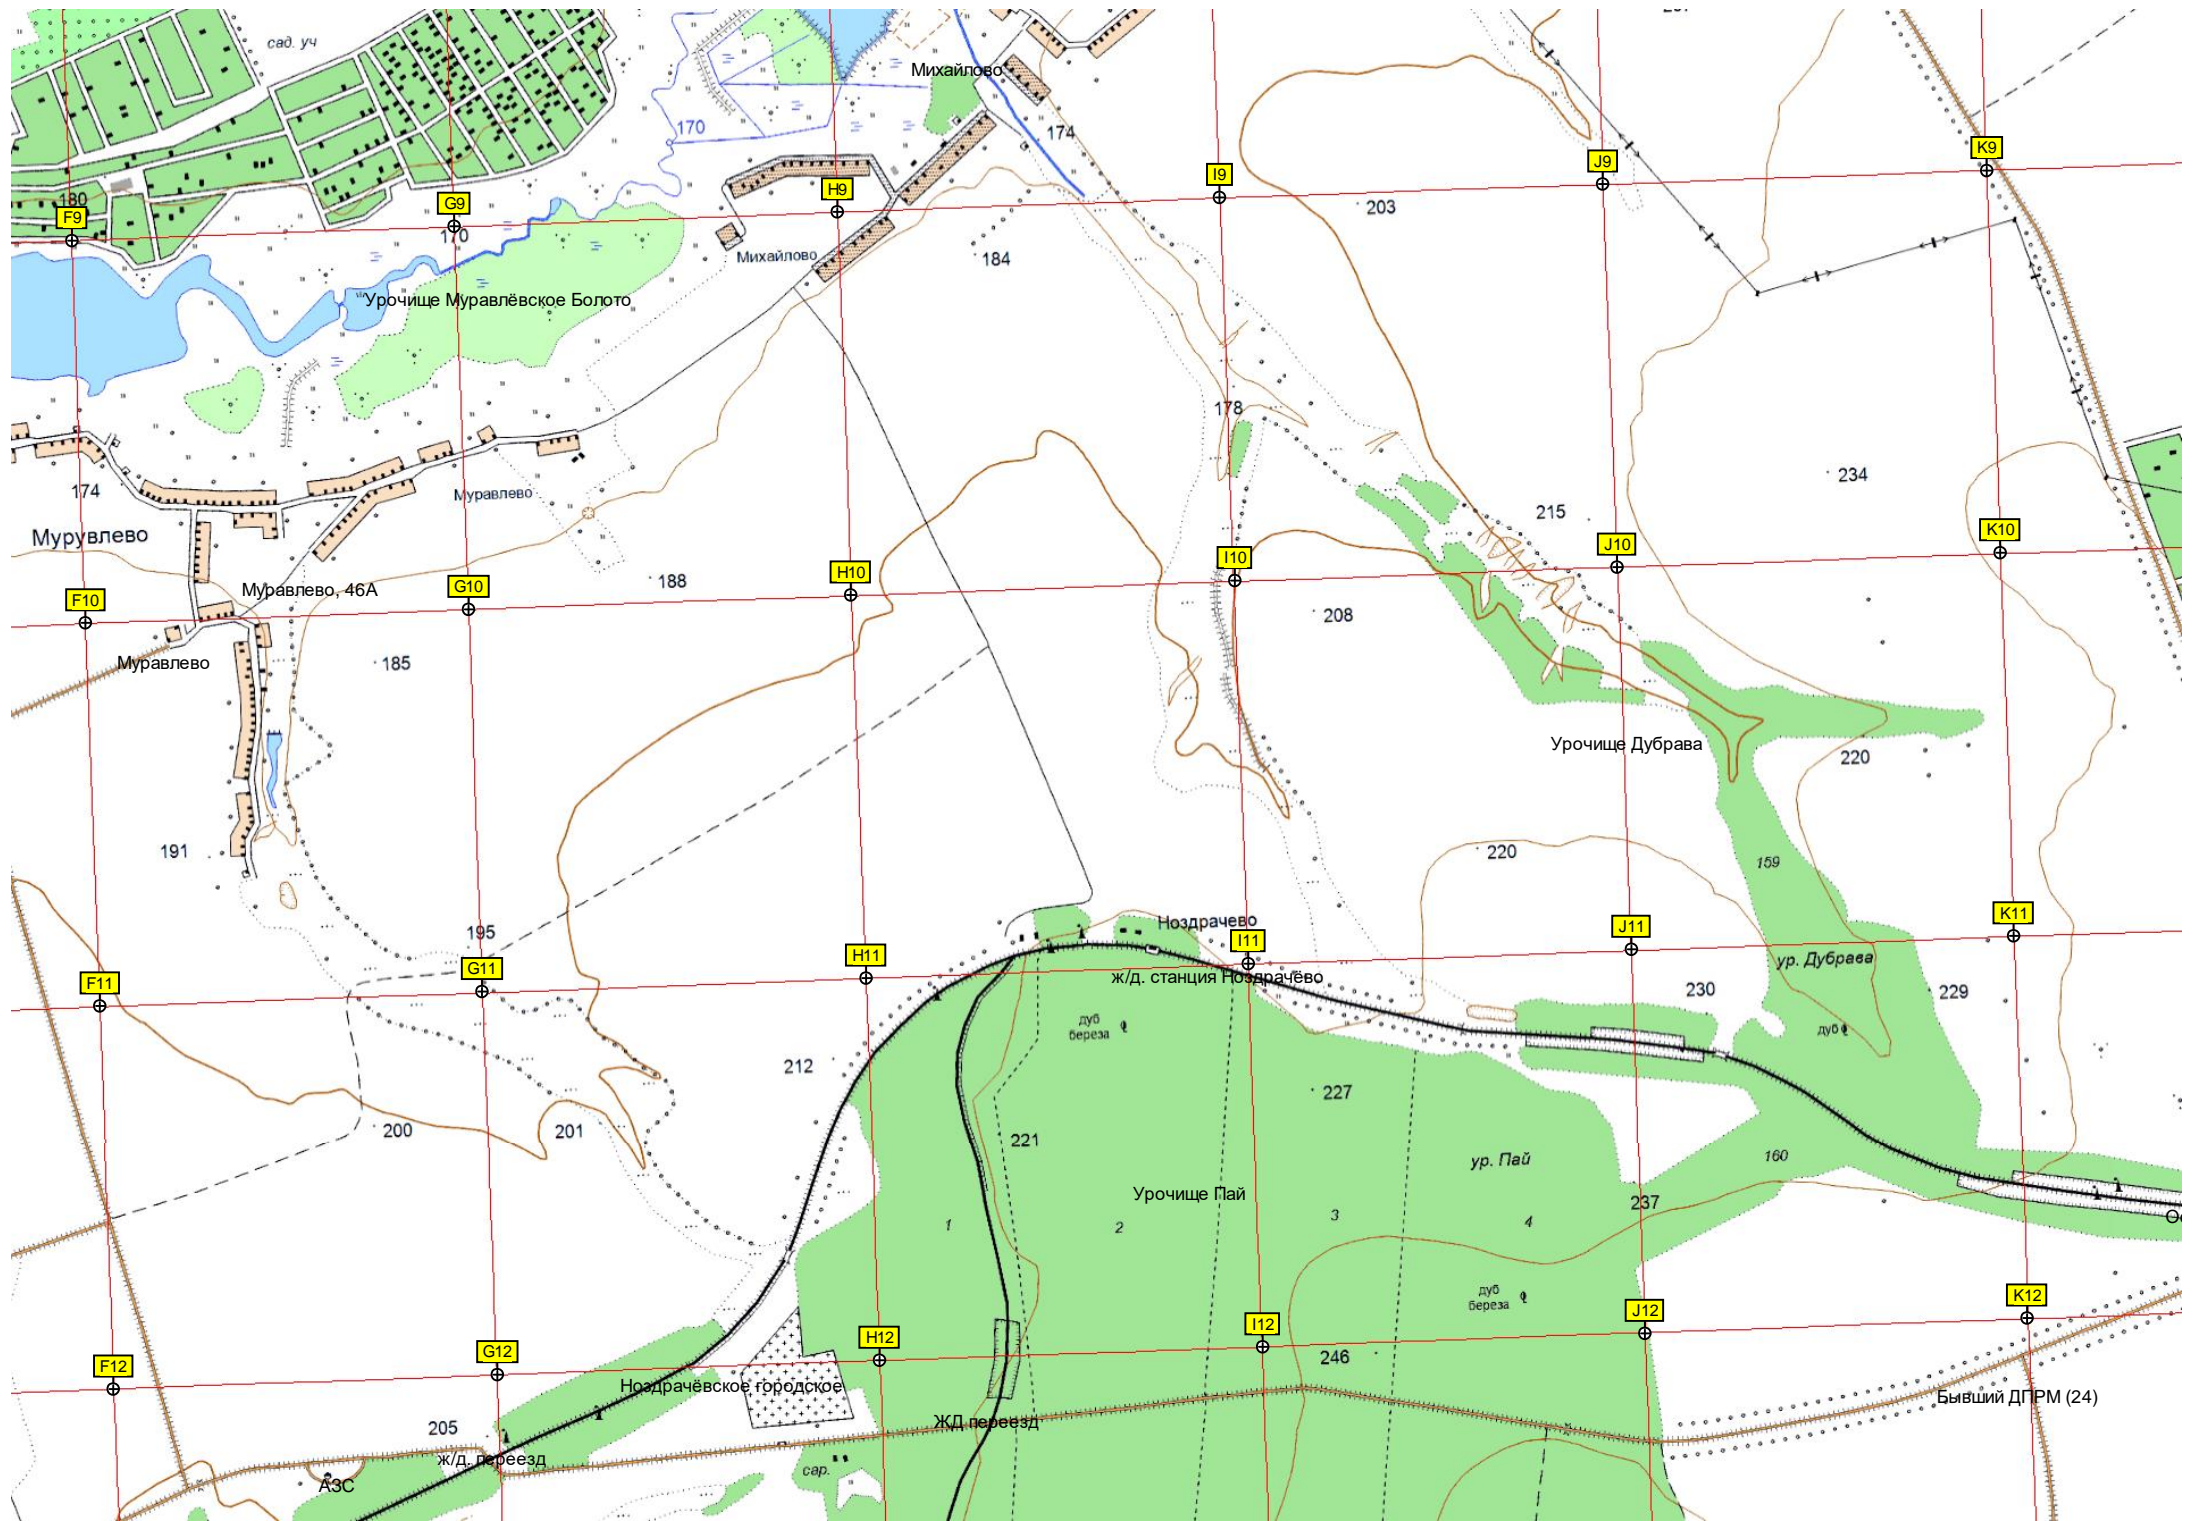 сад. уч
Михайлово
170
174
K9
J9
I9
H9
G9
180
F9
203
170
184
Михайлово
Урочище Муравлёвское Болото
178
234
174
Муравлево
215
Мурувлево
K10
J10
I10
H10
188
G10
Муравлево, 46А
F10
208
185
Муравлево
Урочище Дубрава
220
191
220
159
K11
Ноздрачево
J11
195
I11
H11
ур. Дубрава
G11
ж/д. станция Ноздрачёво
F11
230
229
дуб
береза
дуб
212
227
200
201
221
ур. Пай
160
Урочище Пай
237
1
2
3
4
дуб
береза
K12
J12
I12
H12
G12
246
F12
Ноздрачёвское городское
Бывший ДПРМ (24)
205
ЖД переезд
ж/д. переезд
сар.
АЗС